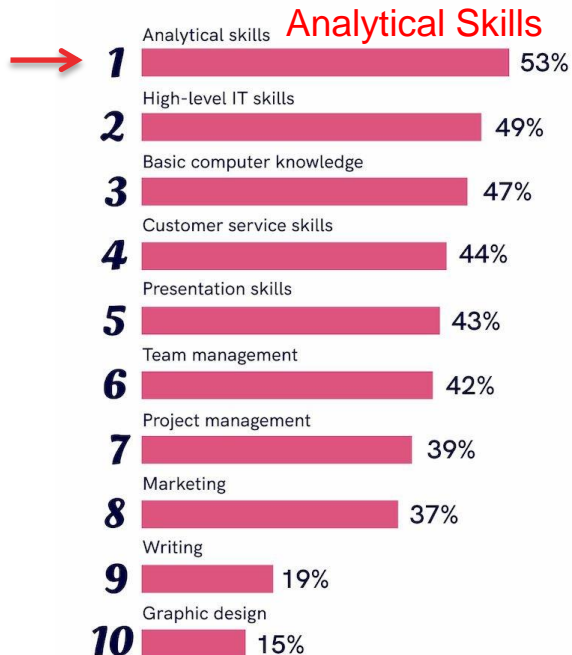 Analytical skills Analytical Skills
1 53%
High-level IT skills
2 49%
Basic computer knowledge
3 47%
Customer service skills
4 44%
Presentation skills
5 43%
Team management
6 42%
Project management
7 39%
Marketing
8 37%
Writing
9 19%
Graphic design
10 15%